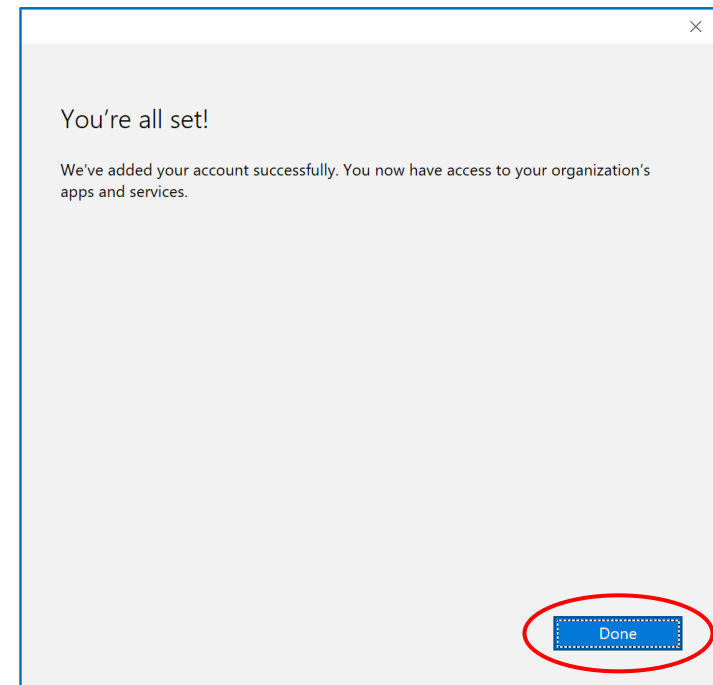 You're all set!
We've added your account successfully. You now have access to your organization's
apps and services.
Done